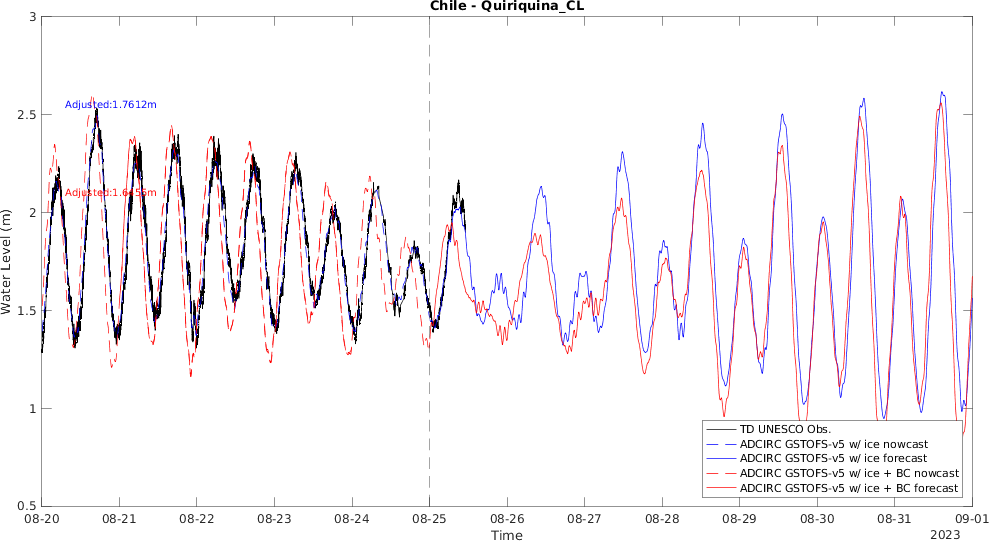 Chile - Quiriquina_CL
3
2.5
2
1.5
1
0.5
Water Level (m)
Adjusted:1.7612m
TD UNESCO Obs.
ADCIRC GSTOFS-v5 w/ ice nowcast
ADCIRC GSTOFS-v5 w/ ice forecast
ADCIRC GSTOFS-v5 w/ ice + BC nowcast
ADCIRC GSTOFS-v5 w/ ice + BC forecast
08-20 08-21 08-22 08-23 08-24 08-25 08-26 08-27 08-28 08-29 08-30 08-31 09-01
Time
2023